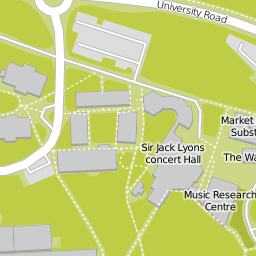 University Road
Market
Subst
Sir Jack Lyons
concert Hall
The Wa
Music Research
Centre